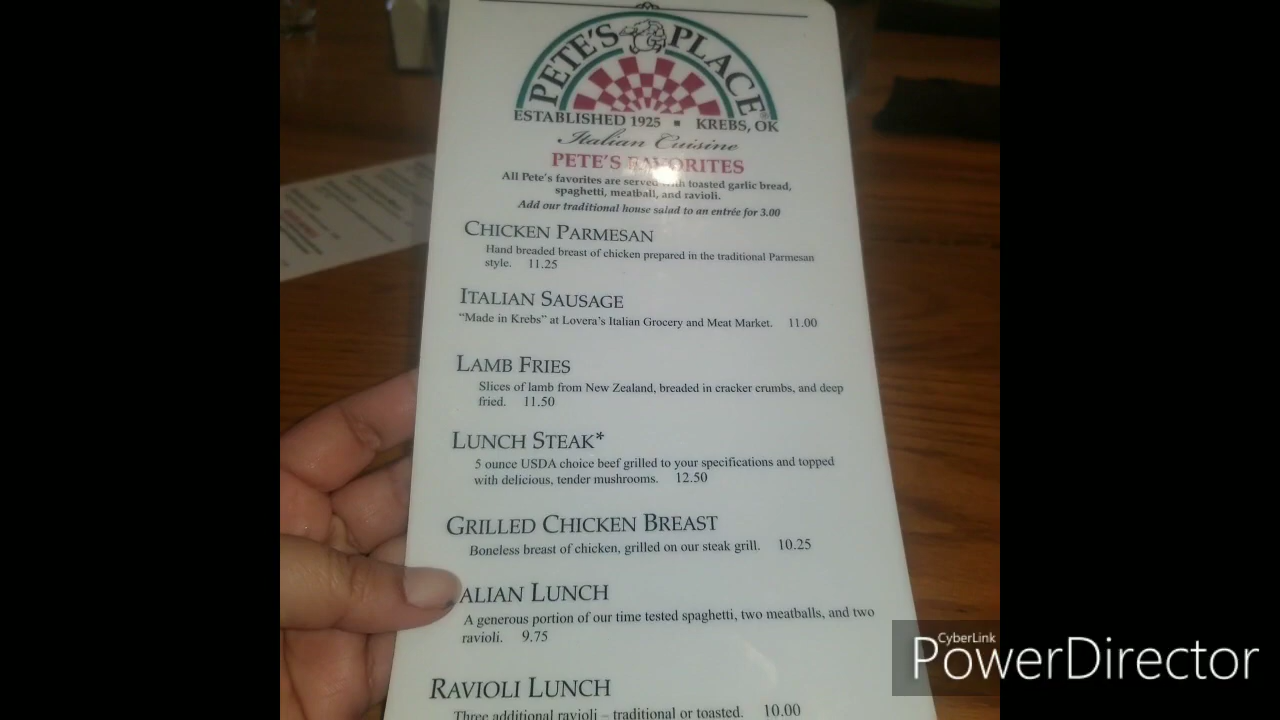 PETE'S PLACE®
ESTABLISHED 1925 ▪ KREBS, OK
Italian Cuisine
PETE'S FAVORITES
All Pete's favorites are served with toasted garlic bread,
spaghetti, meatball, and ravioli.
Add our traditional house salad to an entrée for 3.00
CHICKEN PARMESAN
Hand breaded breast of chicken prepared in the traditional Parmesan
style. 11.25
ITALIAN SAUSAGE
"Made in Krebs" at Lovera's Italian Grocery and Meat Market. 11.00
LAMB FRIES
Slices of lamb from New Zealand, breaded in cracker crumbs, and deep
fried. 11.50
LUNCH STEAK*
5 ounce USDA choice beef grilled to your specifications and topped
with delicious, tender mushrooms. 12.50
GRILLED CHICKEN BREAST
Boneless breast of chicken, grilled on our steak grill. 10.25
ALIAN LUNCH
A generous portion of our time tested spaghetti, two meatballs, and two
ravioli. 9.75
RAVIOLI LUNCH
Three additional ravioli – traditional or toasted. 10.00
CyberLink
PowerDirector